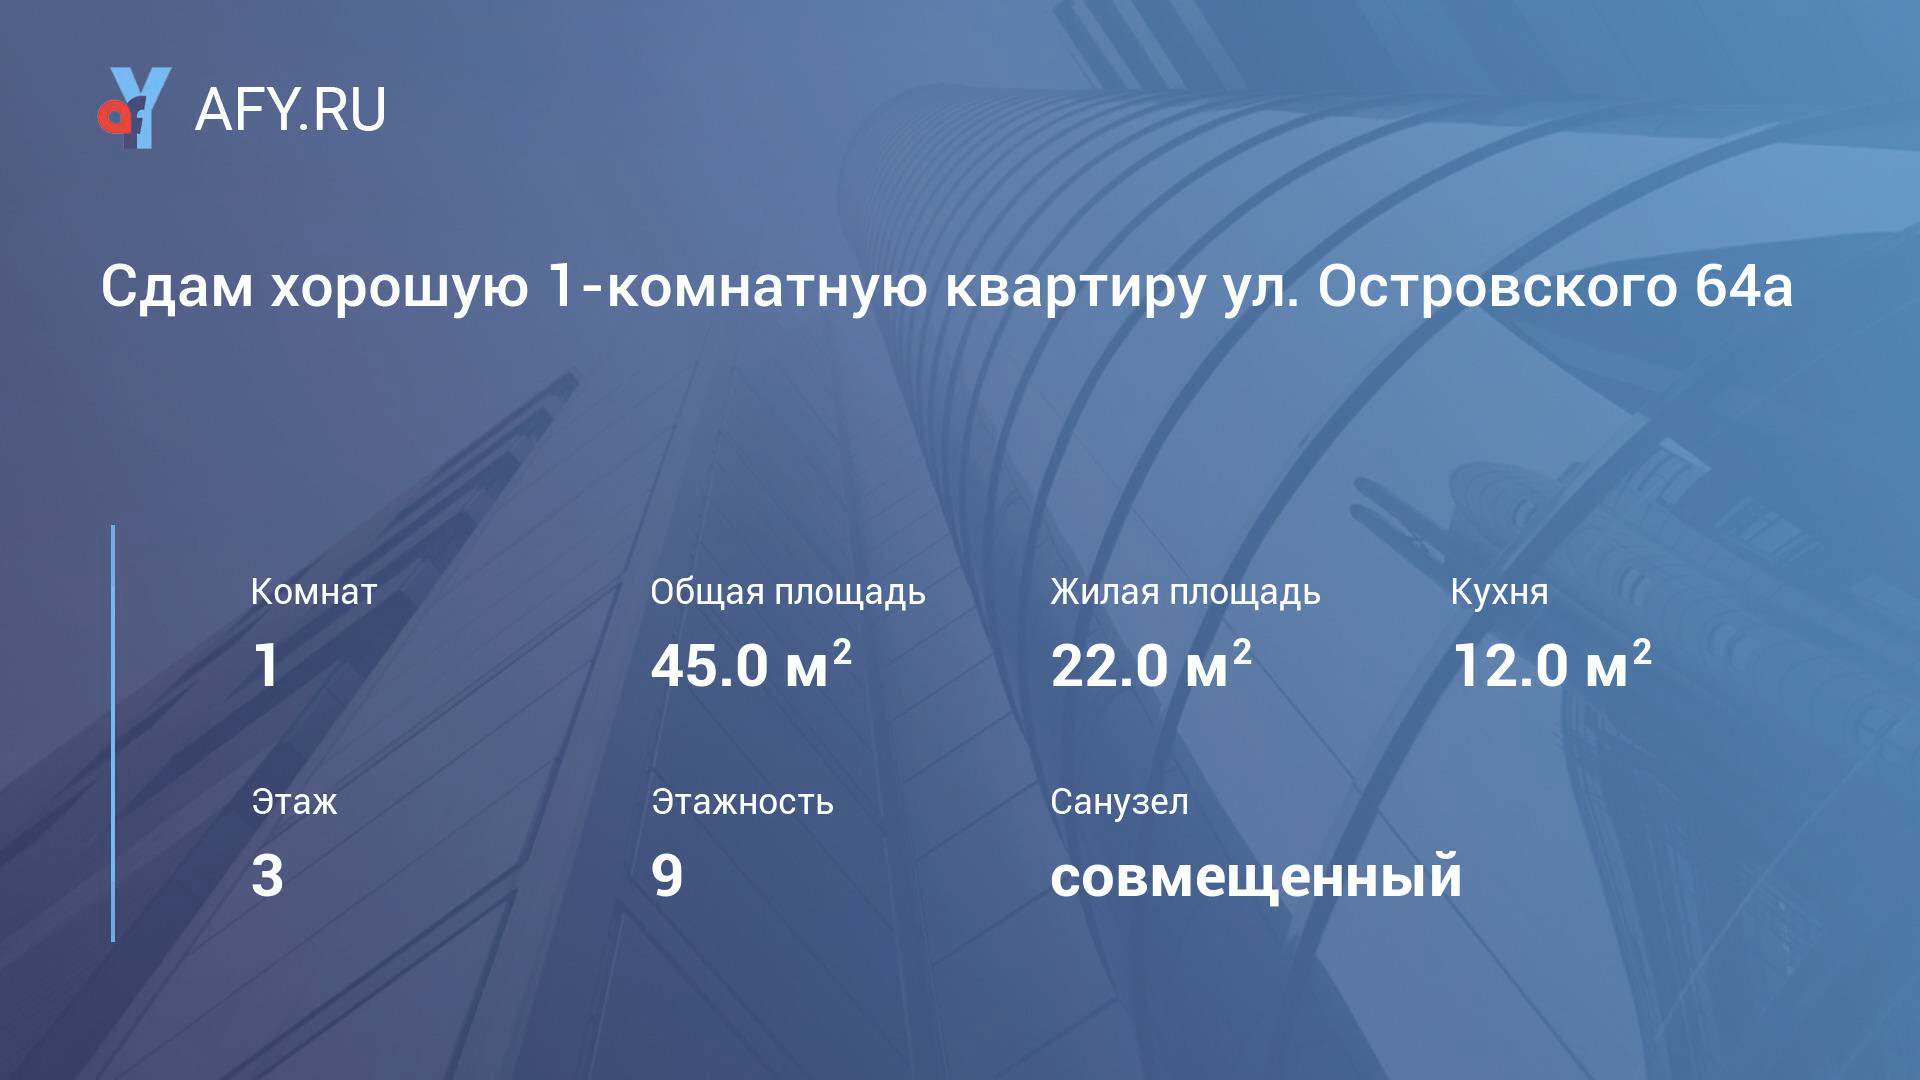 aYf AFY.RU
Сдам хорошую 1-комнатную квартиру ул. Островского 64а
Комнат
1
Общая площадь
45.0 м²
Жилая площадь
22.0 м²
Кухня
12.0 м²
Этаж
3
Этажность
9
Санузел
совмещенный